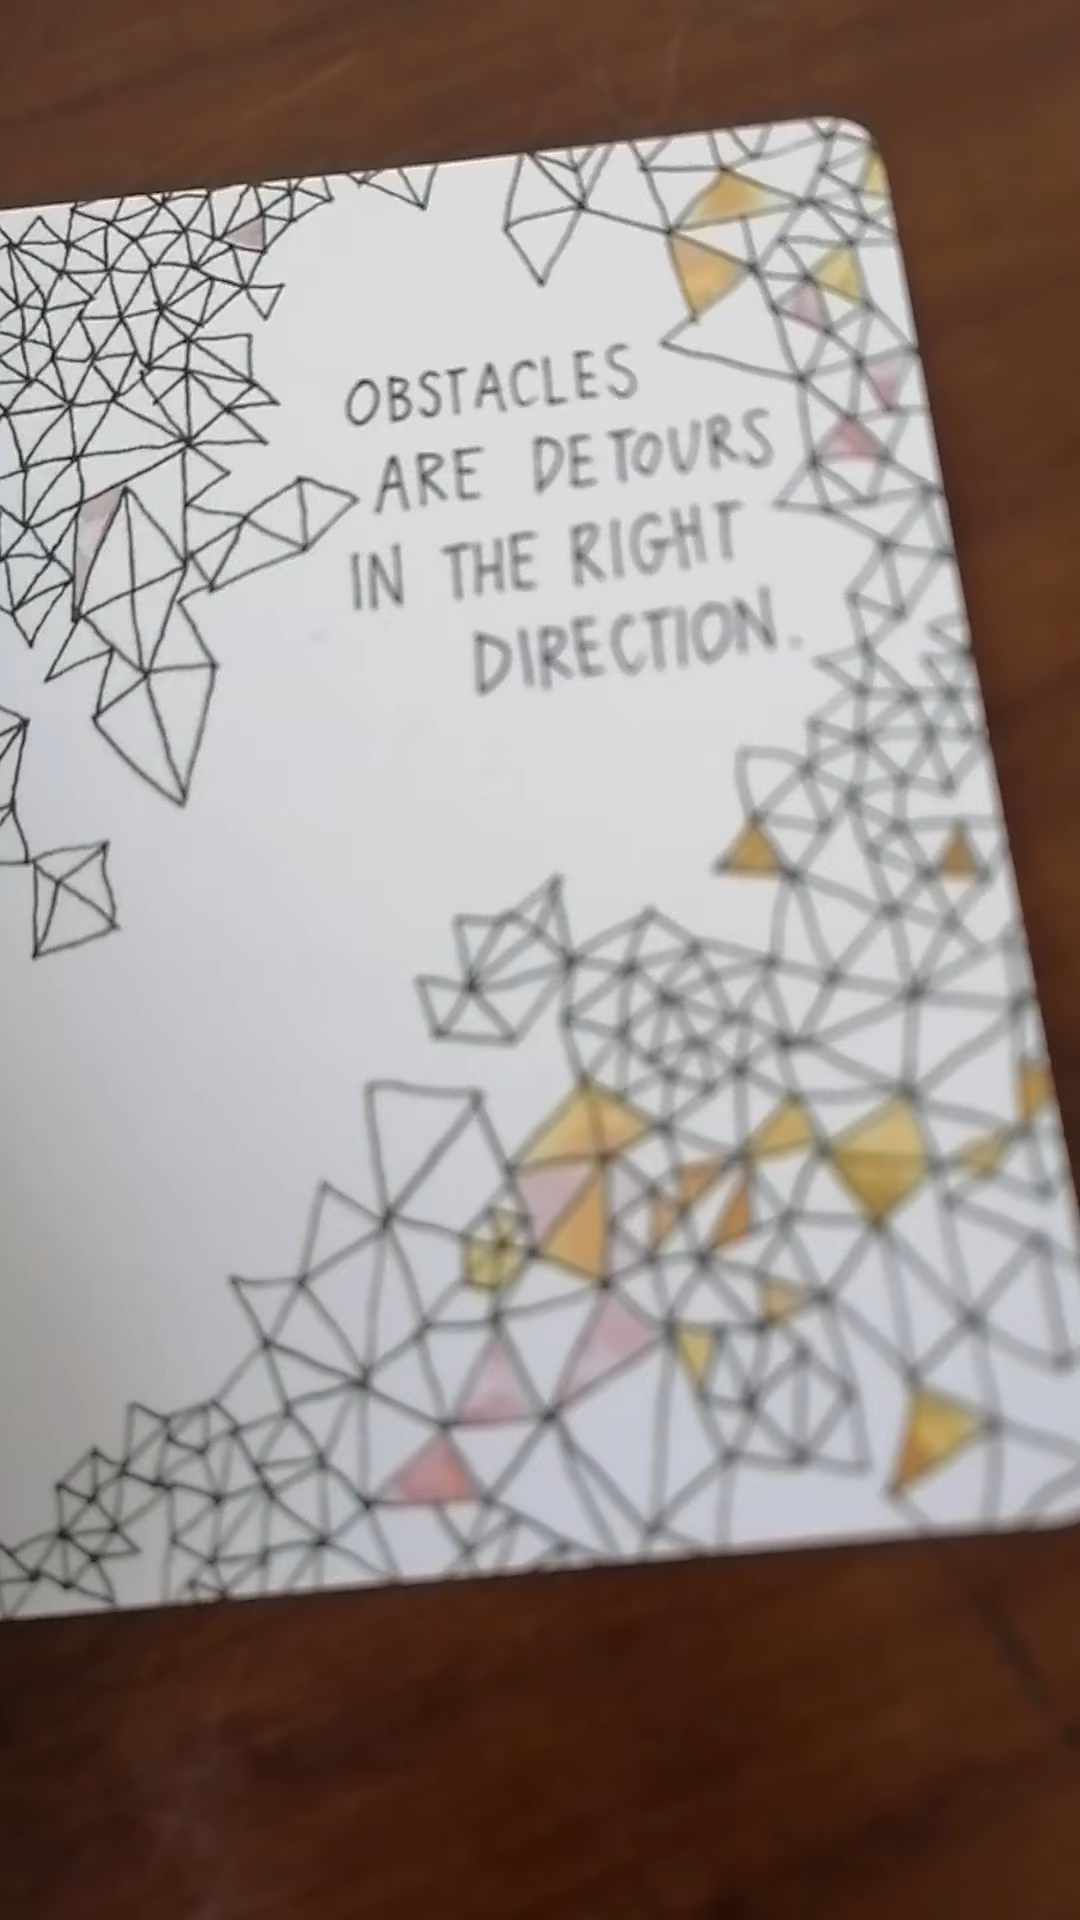 OBSTACLES
ARE DETOURS
IN THE RIGHT
DIRECTION.